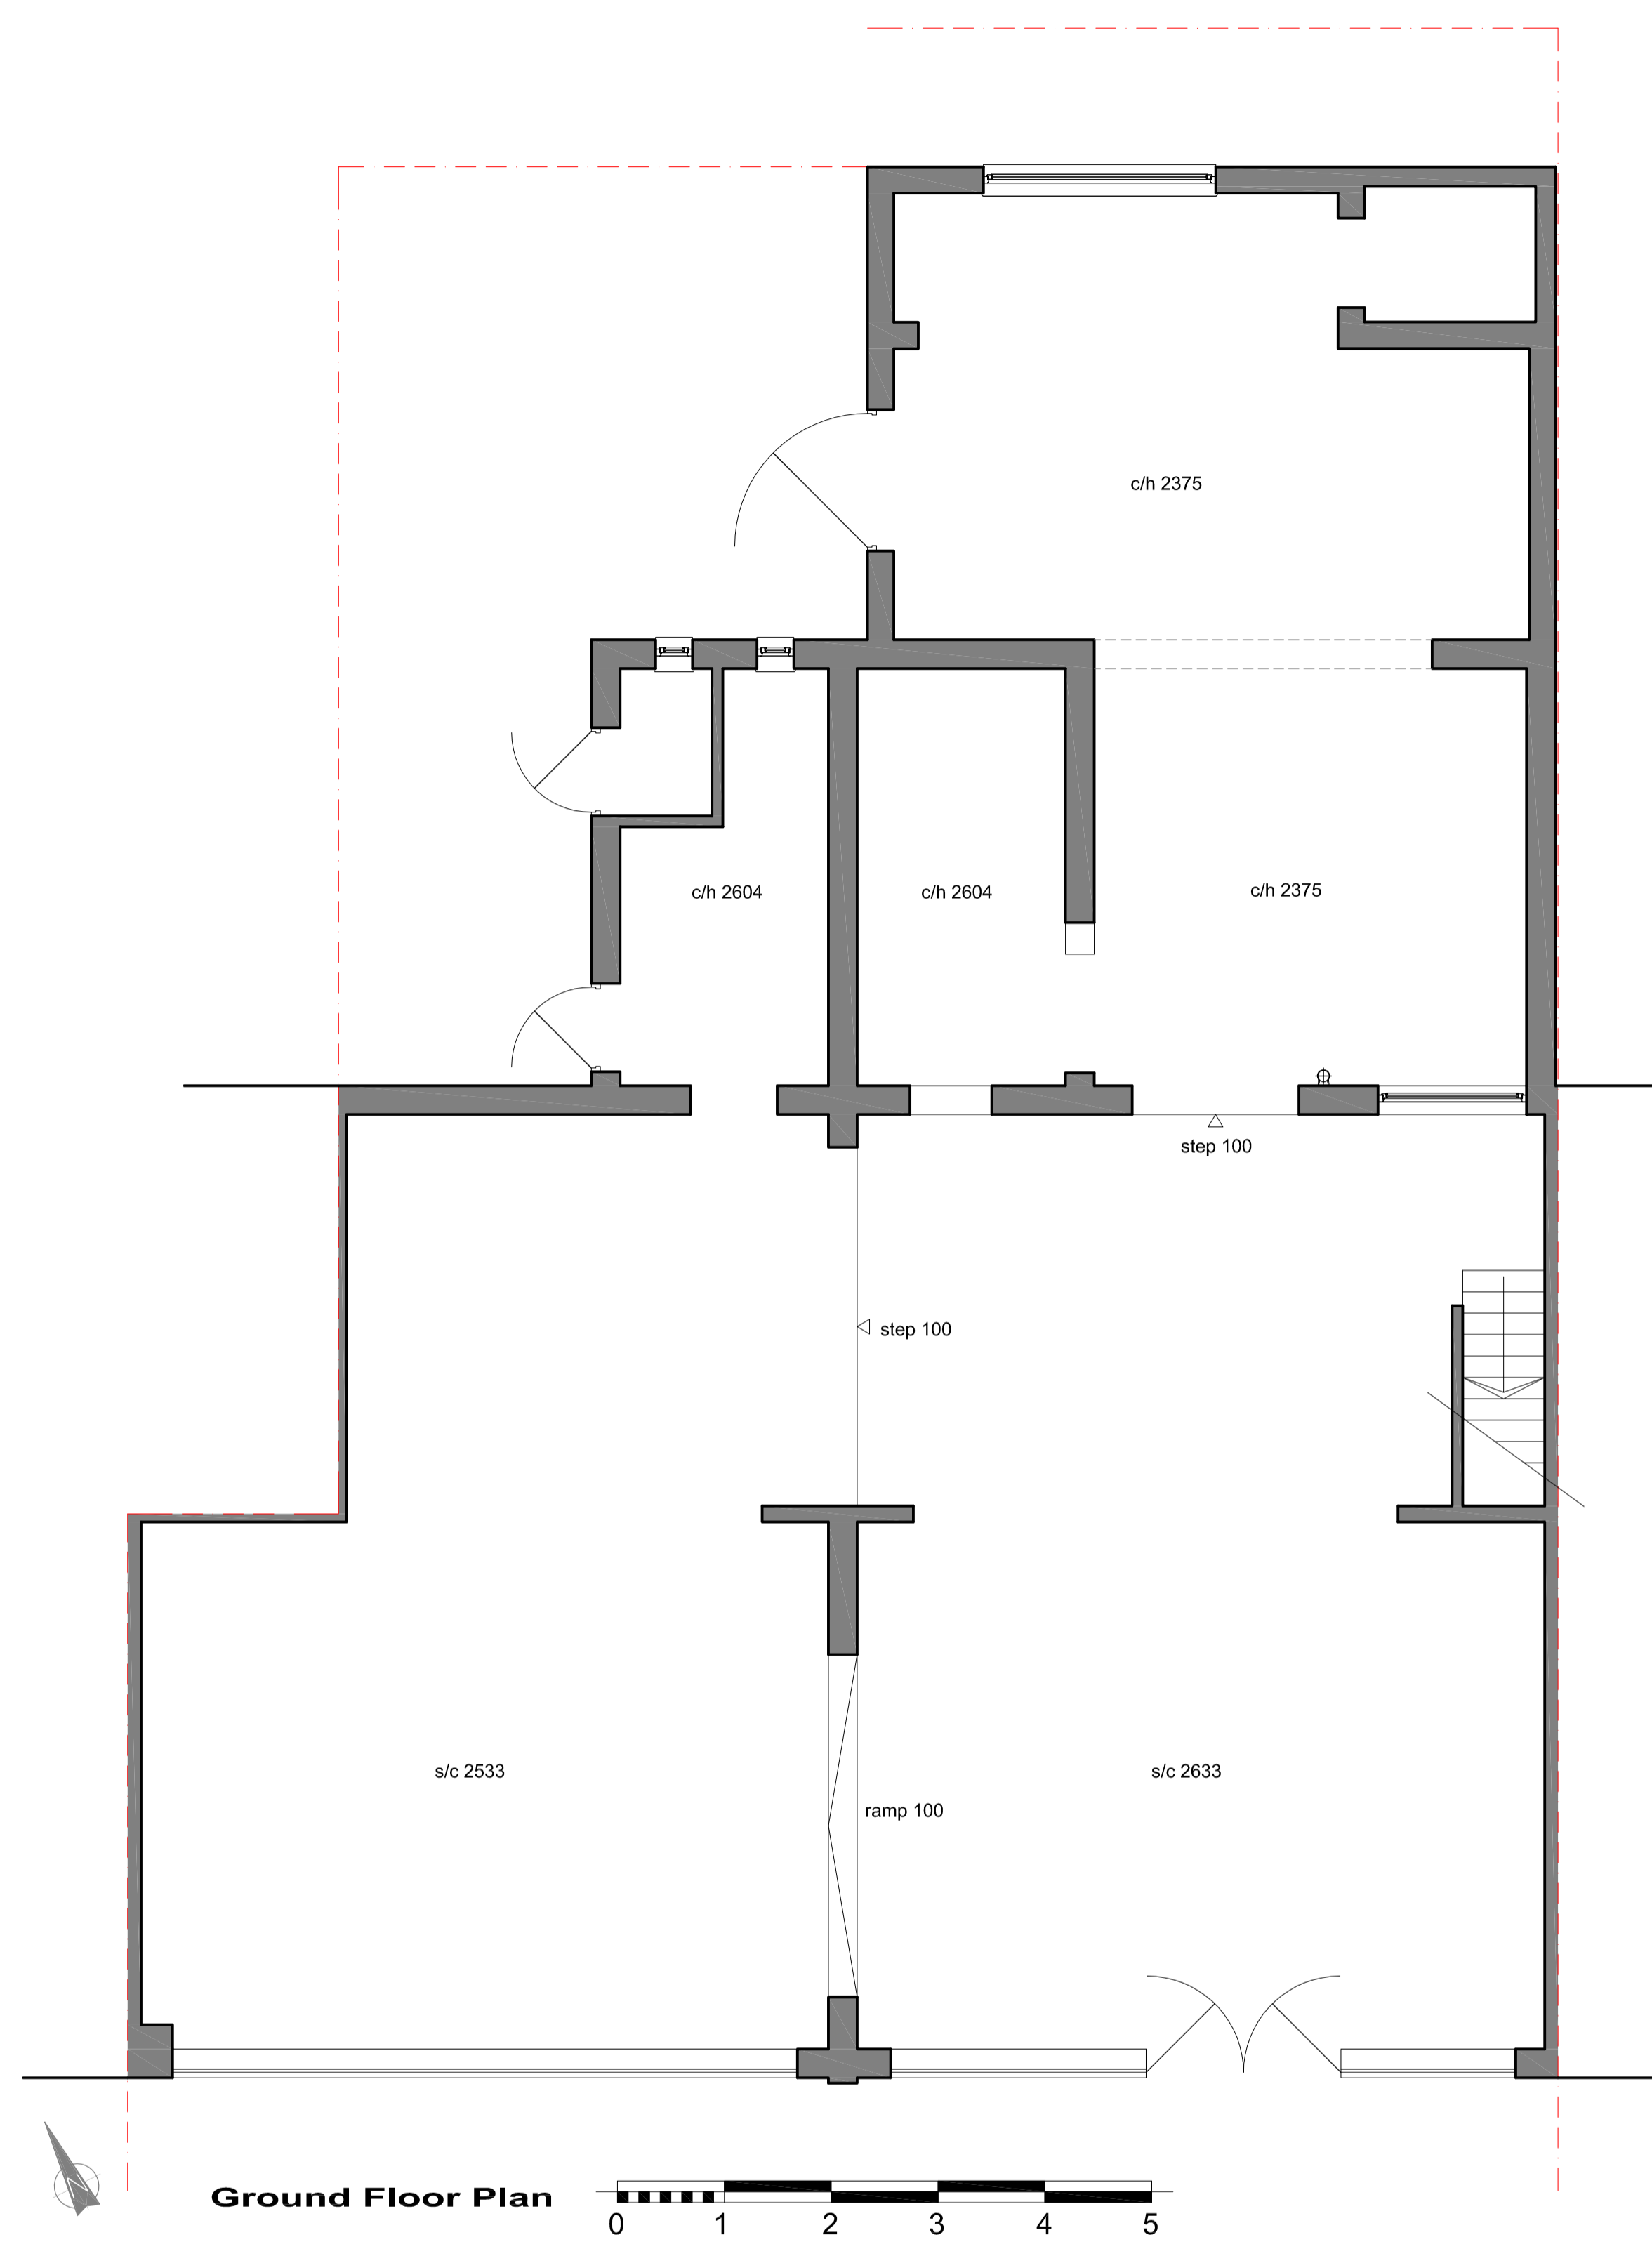 c/h 2375
c/h 2604
c/h 2604
c/h 2375
step 100
step 100
s/c 2533
s/c 2633
ramp 100
N
Ground Floor Plan
0 1 2 3 4 5